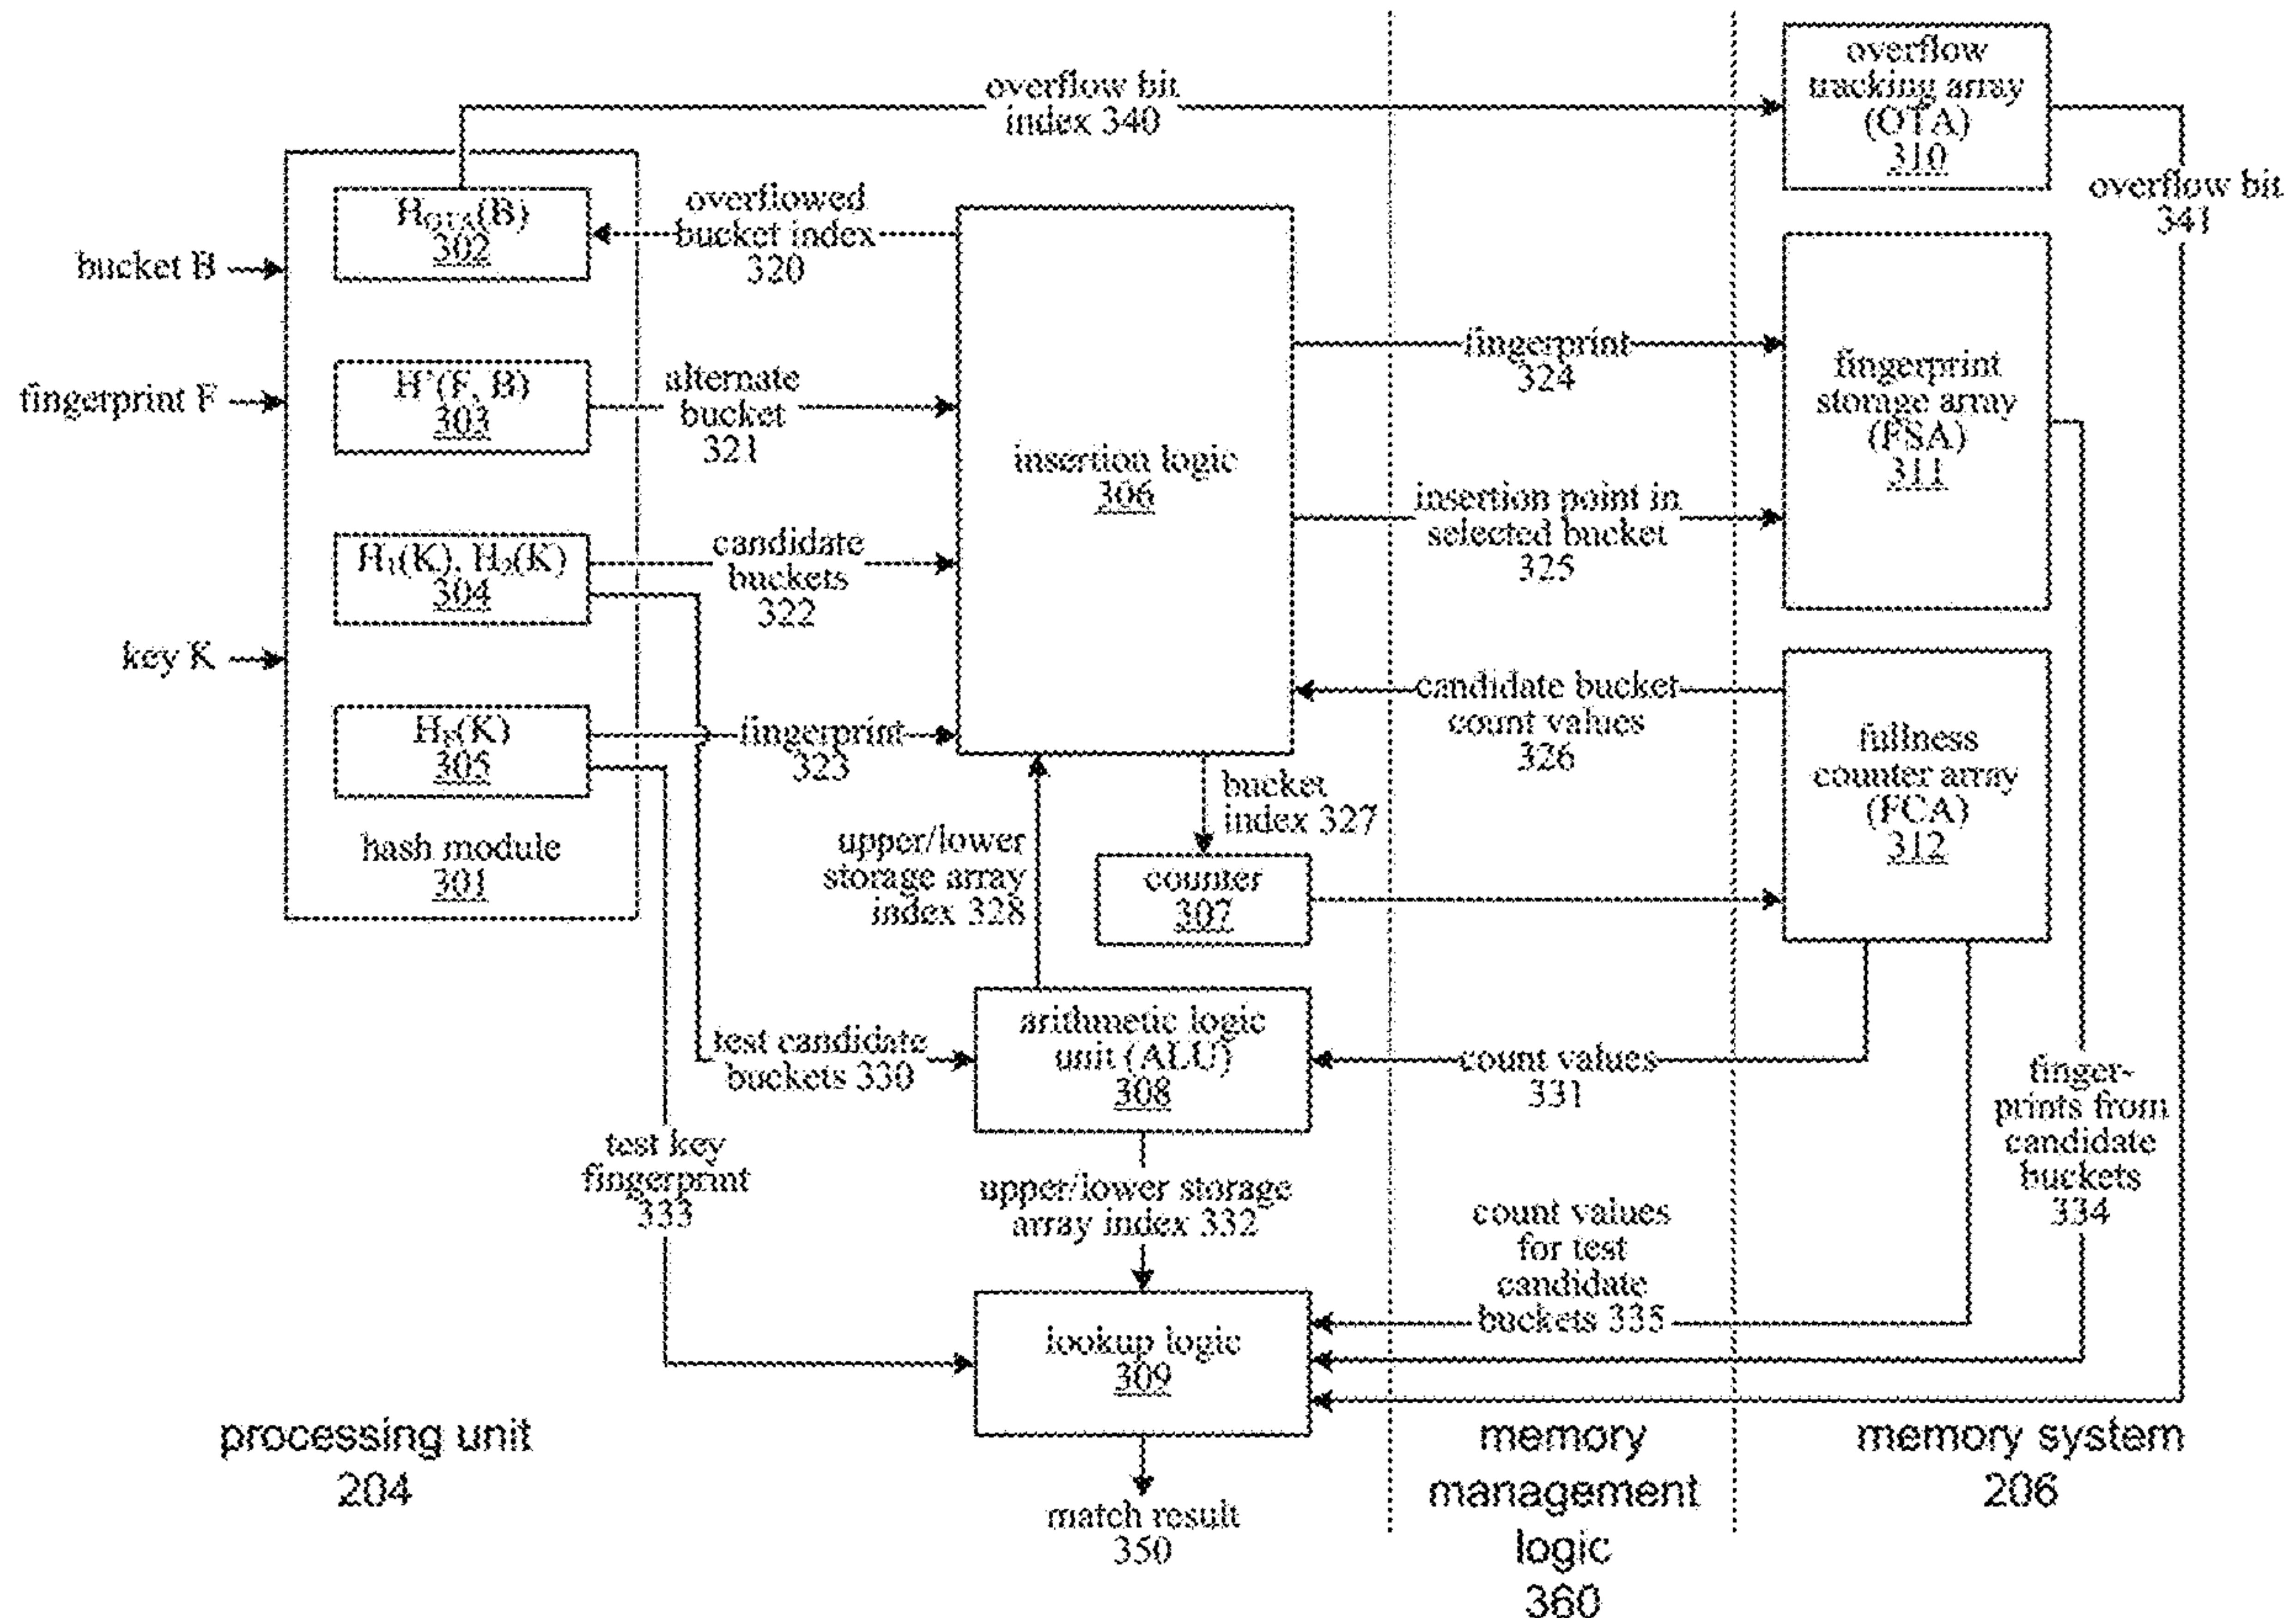 overflow bit
index 340
overflow
tracking array
(OTA)
310
overflow bit
341
bucket B
fingerprint F
key K
H_OTA(B)
302
H'(F, B)
303
H₁(K), H₂(K)
304
H_F(K)
305
hash module
301
overflowed
bucket index
320
alternate
bucket
321
candidate
buckets
322
fingerprint
323
insertion logic
306
fingerprint
324
insertion point in
selected bucket
325
candidate bucket
count values
326
fingerprint
storage array
(FSA)
311
fullness
counter array
(FCA)
312
bucket
index 327
upper/lower
storage array
index 328
counter
307
test candidate
buckets 330
arithmetic logic
unit (ALU)
308
count values
331
finger-
prints from
candidate
buckets
334
test key
fingerprint
333
upper/lower storage
array index 332
count values
for test
candidate
buckets 335
lookup logic
309
match result
350
processing unit
204
memory
management
logic
360
memory system
206